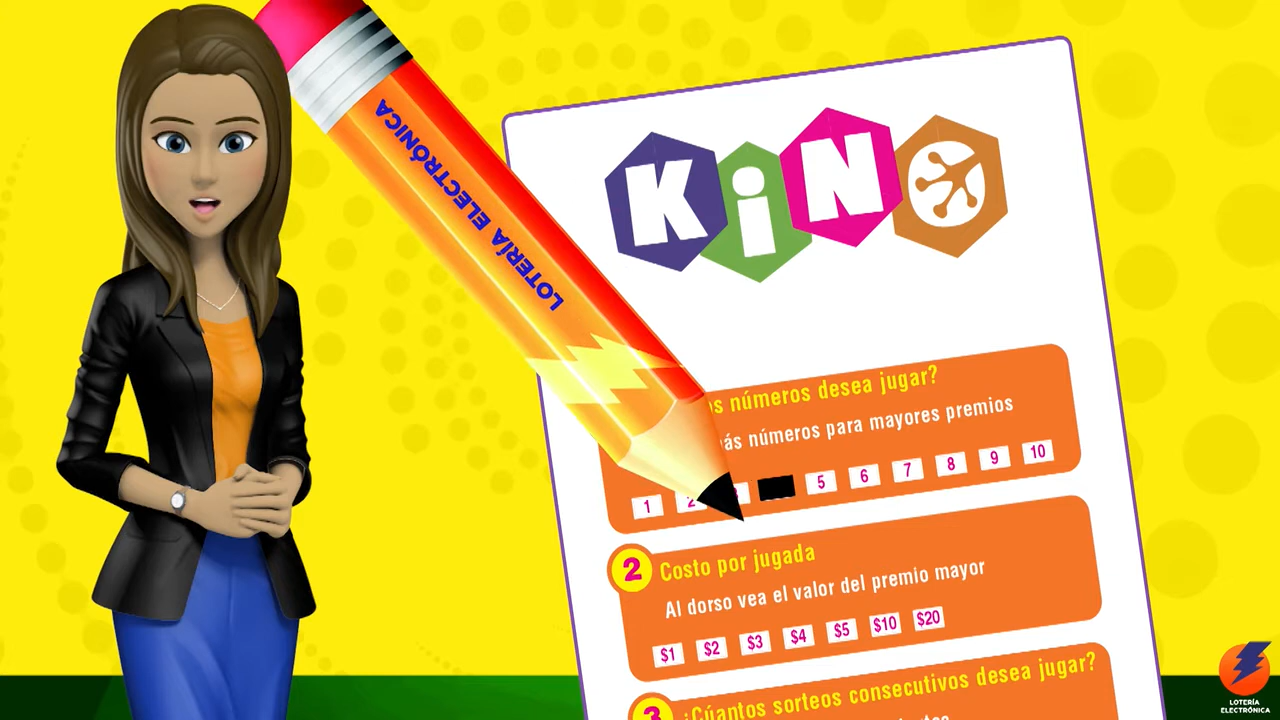 KiNO
LOTERÍA ELECTRÓNICA
números desea jugar?
números para mayores premios
1 2 5 6 7 8 9 10
2 Costo por jugada
Al dorso vea el valor del premio mayor
$1 $2 $3 $4 $5 $10 $20
3 ¿Cúantos sorteos consecutivos desea jugar?
LOTERÍA
ELECTRÓNICA